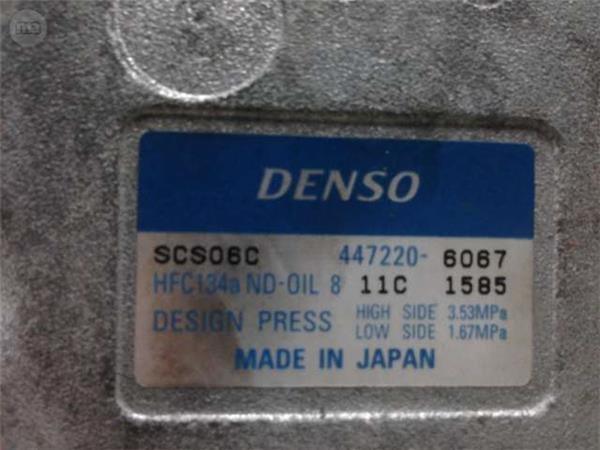 DENSO
SCS06C 447220- 6067
HFC134a ND-OIL 8 11C 1585
DESIGN PRESS HIGH SIDE 3.53MPa
LOW SIDE 1.67MPa
MADE IN JAPAN